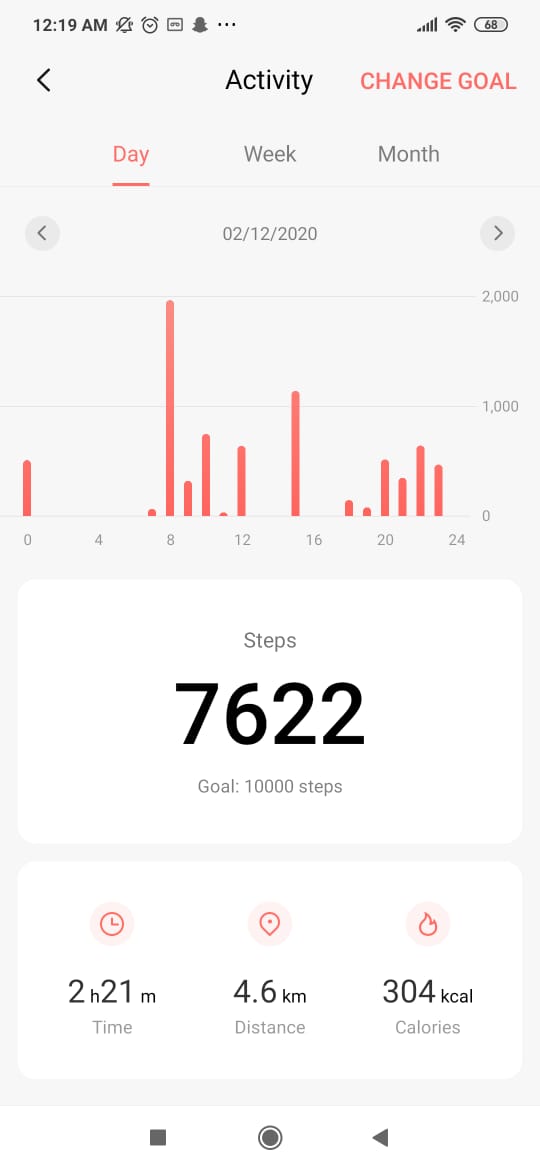 12:19 AM ... 68
Activity CHANGE GOAL
Day Week Month
02/12/2020
2,000
1,000
0
0 4 8 12 16 20 24
Steps
7622
Goal: 10000 steps
2 h 21 m 4.6 km 304 kcal
Time Distance Calories